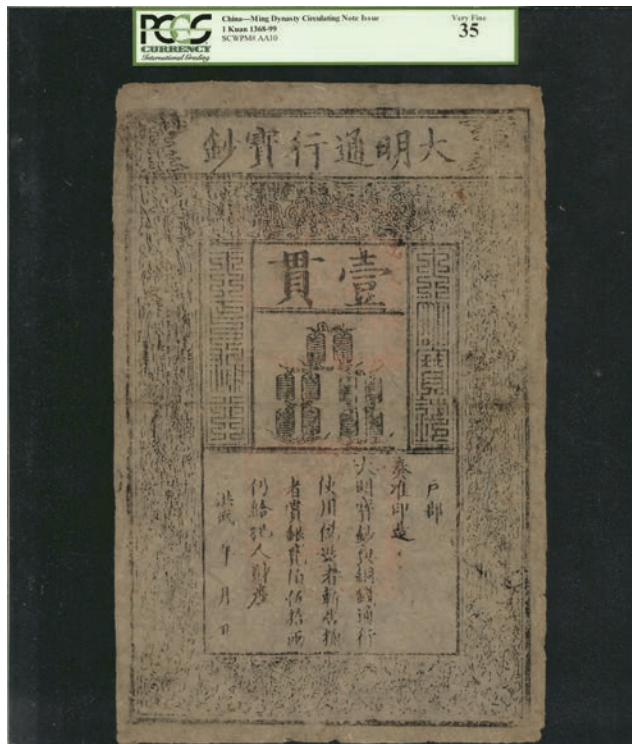 PCGS
CURRENCY
International Grading
China—Ming Dynasty Circulating Note Issue
1 Kuan 1368-99
SCWPM# AA10
Very Fine
35
大明通行寶鈔
壹貫
戶部
奏准印造
大明寶鈔與銅錢通行
使用偽造者斬告捕
者賞銀貳佰伍拾兩
仍給犯人財產
洪武 年 月 日